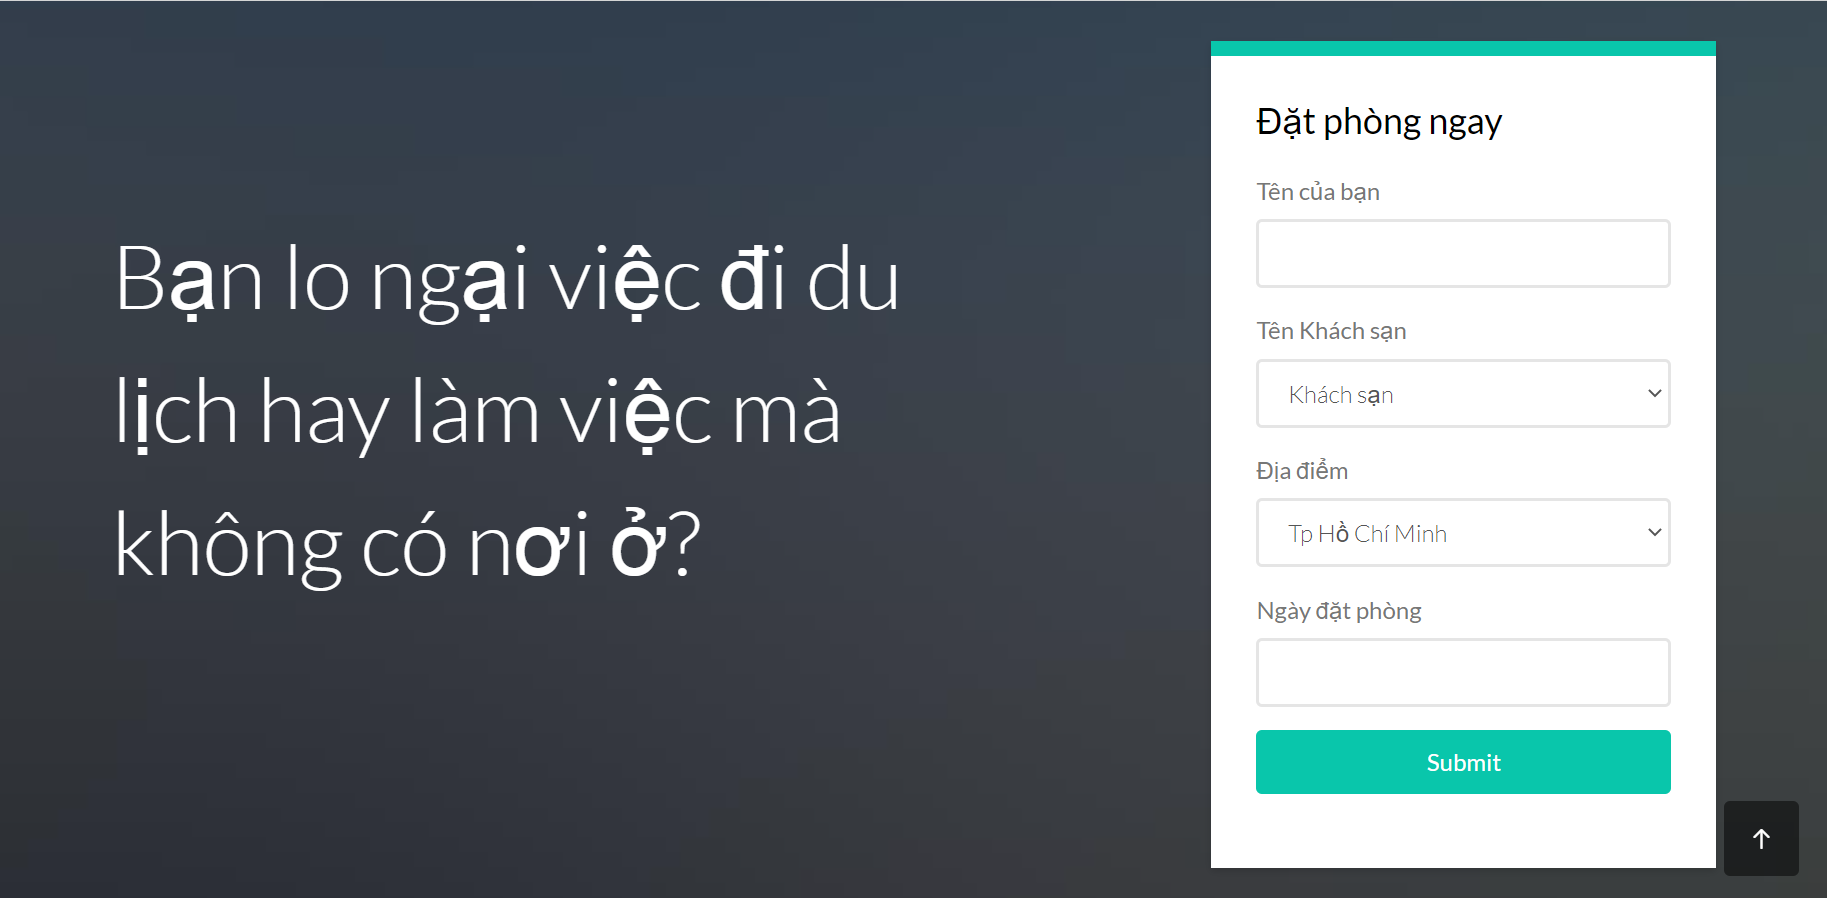 Bạn lo ngại việc đi du
lịch hay làm việc mà
không có nơi ở?
Đặt phòng ngay
Tên của bạn
Tên Khách sạn
Khách sạn
Địa điểm
Tp Hồ Chí Minh
Ngày đặt phòng
Submit